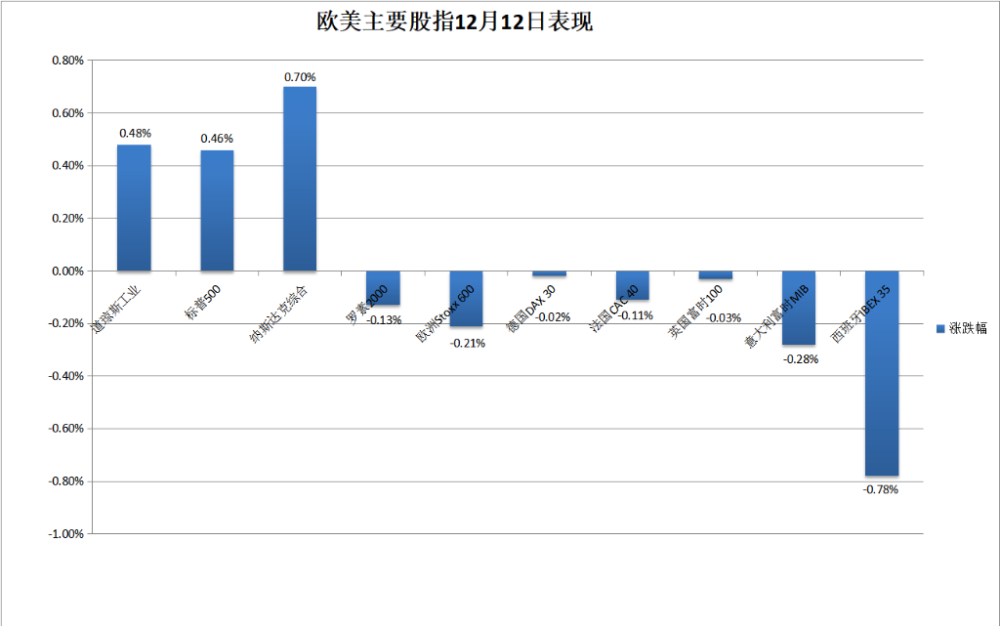 欧美主要股指12月12日表现
0.80%
0.60%
0.40%
0.20%
0.00%
-0.20%
-0.40%
-0.60%
-0.80%
-1.00%
0.48%
0.46%
0.70%
-0.13%
-0.21%
-0.02%
-0.11%
-0.03%
-0.28%
-0.78%
道琼斯工业
标普500
纳斯达克综合
罗素2000
欧洲Stoxx 600
德国DAX 30
法国CAC 40
英国富时100
意大利富时MIB
西班牙IBEX 35
涨跌幅